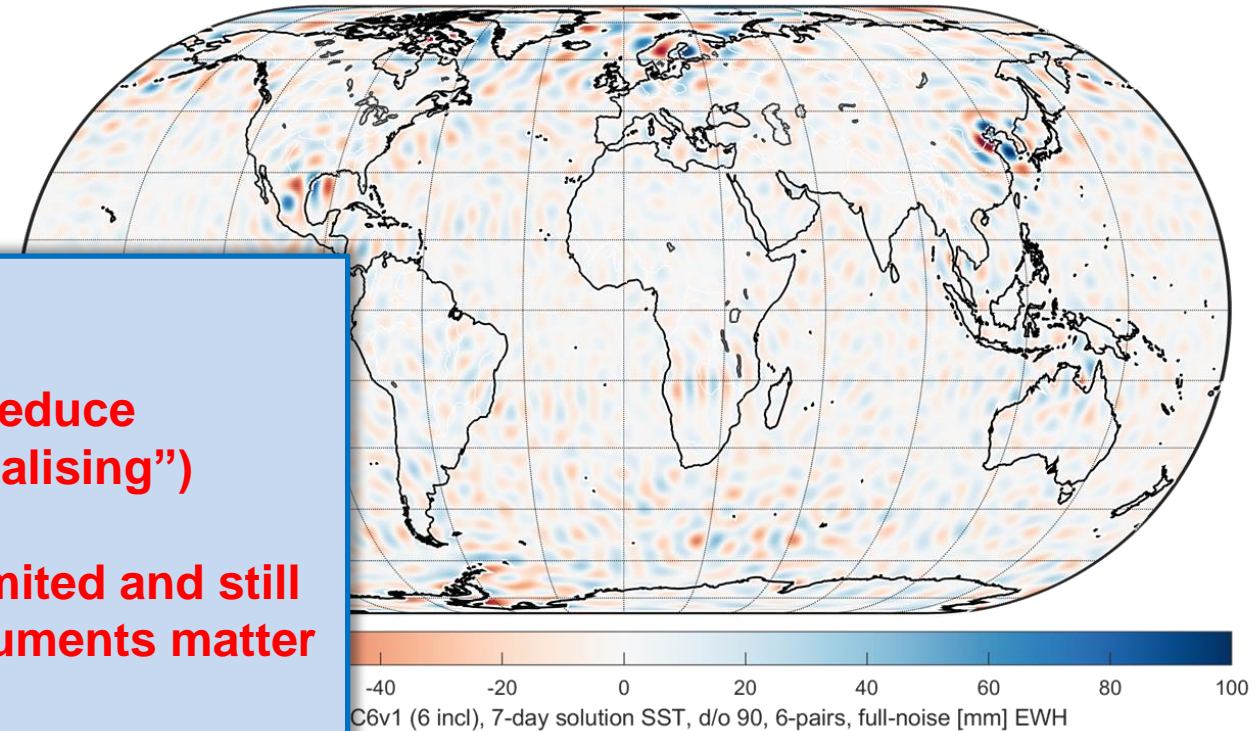 educe
alising”)
mited and still
uments matter
-40 -20 0 20 40 60 80 100
C6v1 (6 incl), 7-day solution SST, d/o 90, 6-pairs, full-noise [mm] EWH